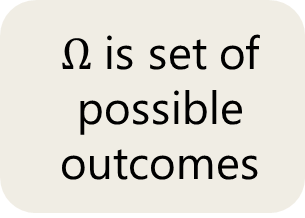 Ω is set of
possible
outcomes